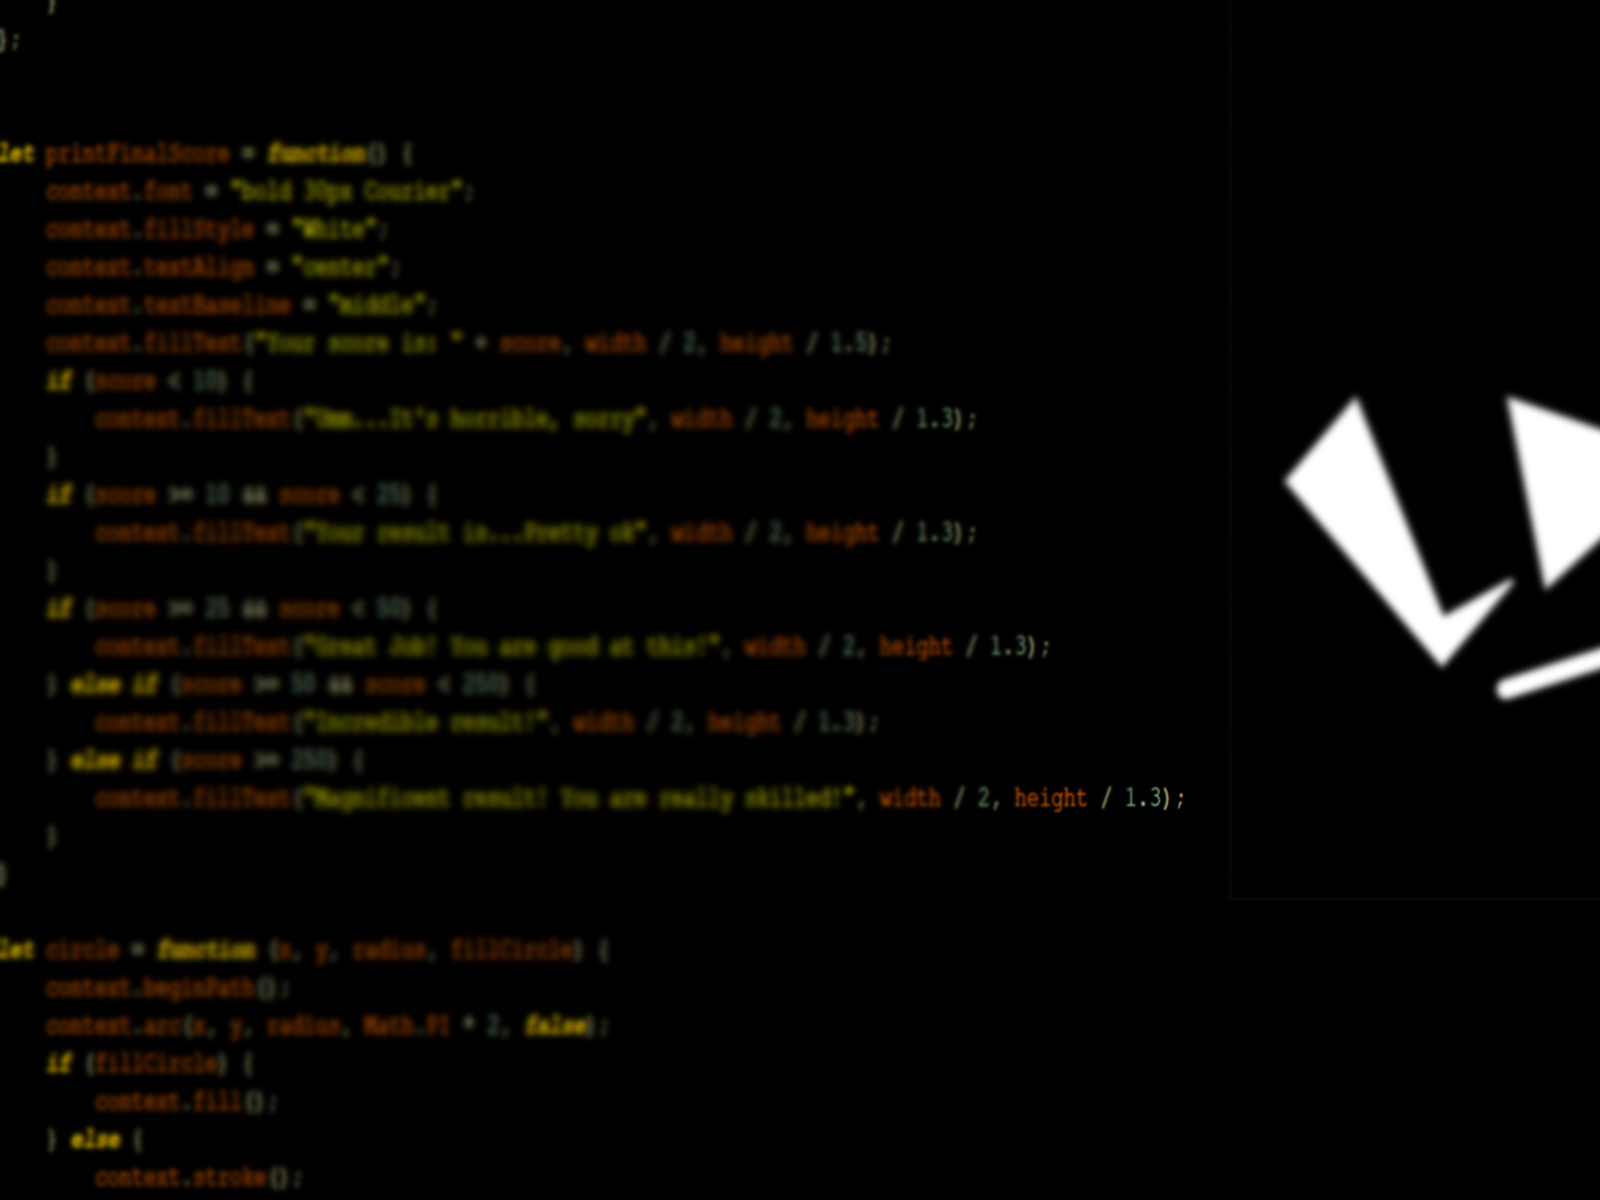 }
};
let printFinalScore = function() {
context.font = "bold 30px Courier";
context.fillStyle = "White";
context.textAlign = "center";
context.textBaseline = "middle";
context.fillText("Your score is: " + score, width / 2, height / 1.5);
if (score < 10) {
context.fillText("Umm...It's horrible, sorry", width / 2, height / 1.3);
}
if (score >= 10 && score < 25) {
context.fillText("Your result is...Pretty ok", width / 2, height / 1.3);
}
if (score >= 25 && score < 50) {
context.fillText("Great Job! You are good at this!", width / 2, height / 1.3);
} else if (score >= 50 && score < 250) {
context.fillText("Incredible result!", width / 2, height / 1.3);
} else if (score >= 250) {
context.fillText("Magnificent result! You are really skilled!", width / 2, height / 1.3);
}
}
let circle = function (x, y, radius, fillCircle) {
context.beginPath();
context.arc(x, y, radius, Math.PI * 2, false);
if (fillCircle) {
context.fill();
} else {
context.stroke();